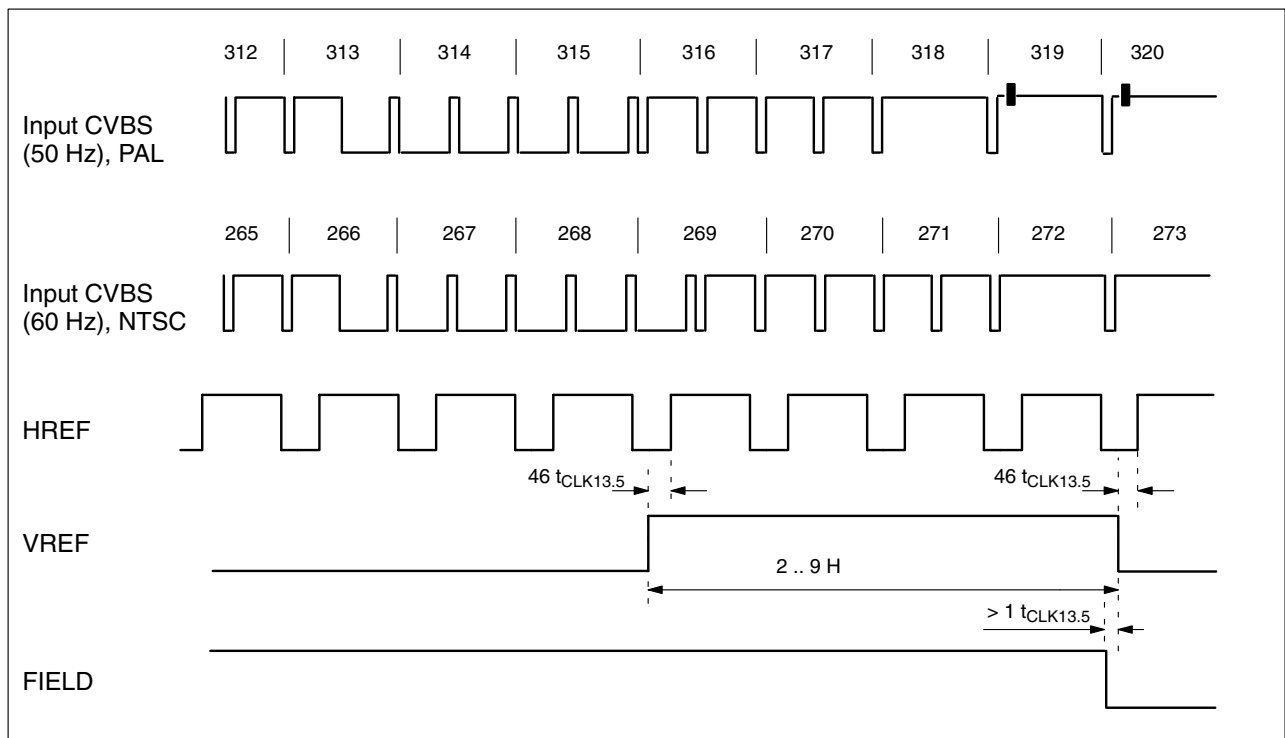 312 | 313 | 314 | 315 | 316 | 317 | 318 | 319 | 320
Input CVBS
(50 Hz), PAL
265 | 266 | 267 | 268 | 269 | 270 | 271 | 272 | 273
Input CVBS
(60 Hz), NTSC
HREF
46 tCLK13.5 46 tCLK13.5
VREF
2 .. 9 H
> 1 tCLK13.5
FIELD